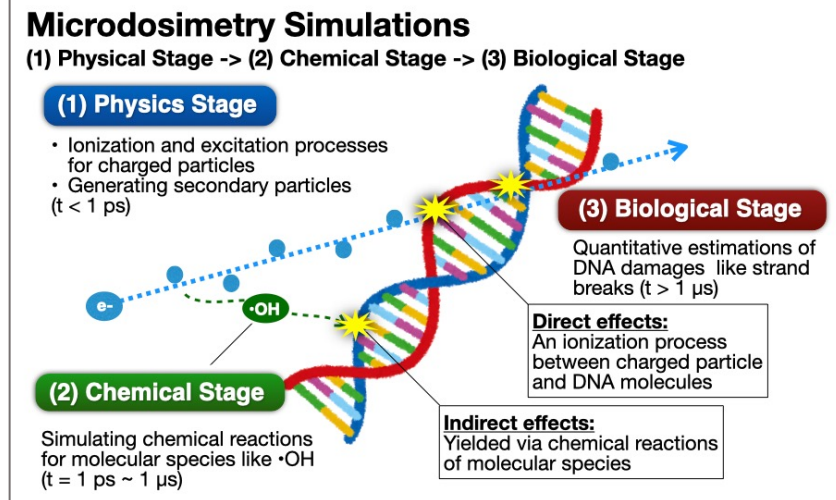 Microdosimetry Simulations
(1) Physical Stage -> (2) Chemical Stage -> (3) Biological Stage
(1) Physics Stage
• Ionization and excitation processes
for charged particles
• Generating secondary particles
(t < 1 ps)
(3) Biological Stage
Quantitative estimations of
DNA damages like strand
breaks (t > 1 µs)
e-
•OH
Direct effects:
An ionization process
between charged particle
and DNA molecules
(2) Chemical Stage
Simulating chemical reactions
for molecular species like •OH
(t = 1 ps ~ 1 µs)
Indirect effects:
Yielded via chemical reactions
of molecular species